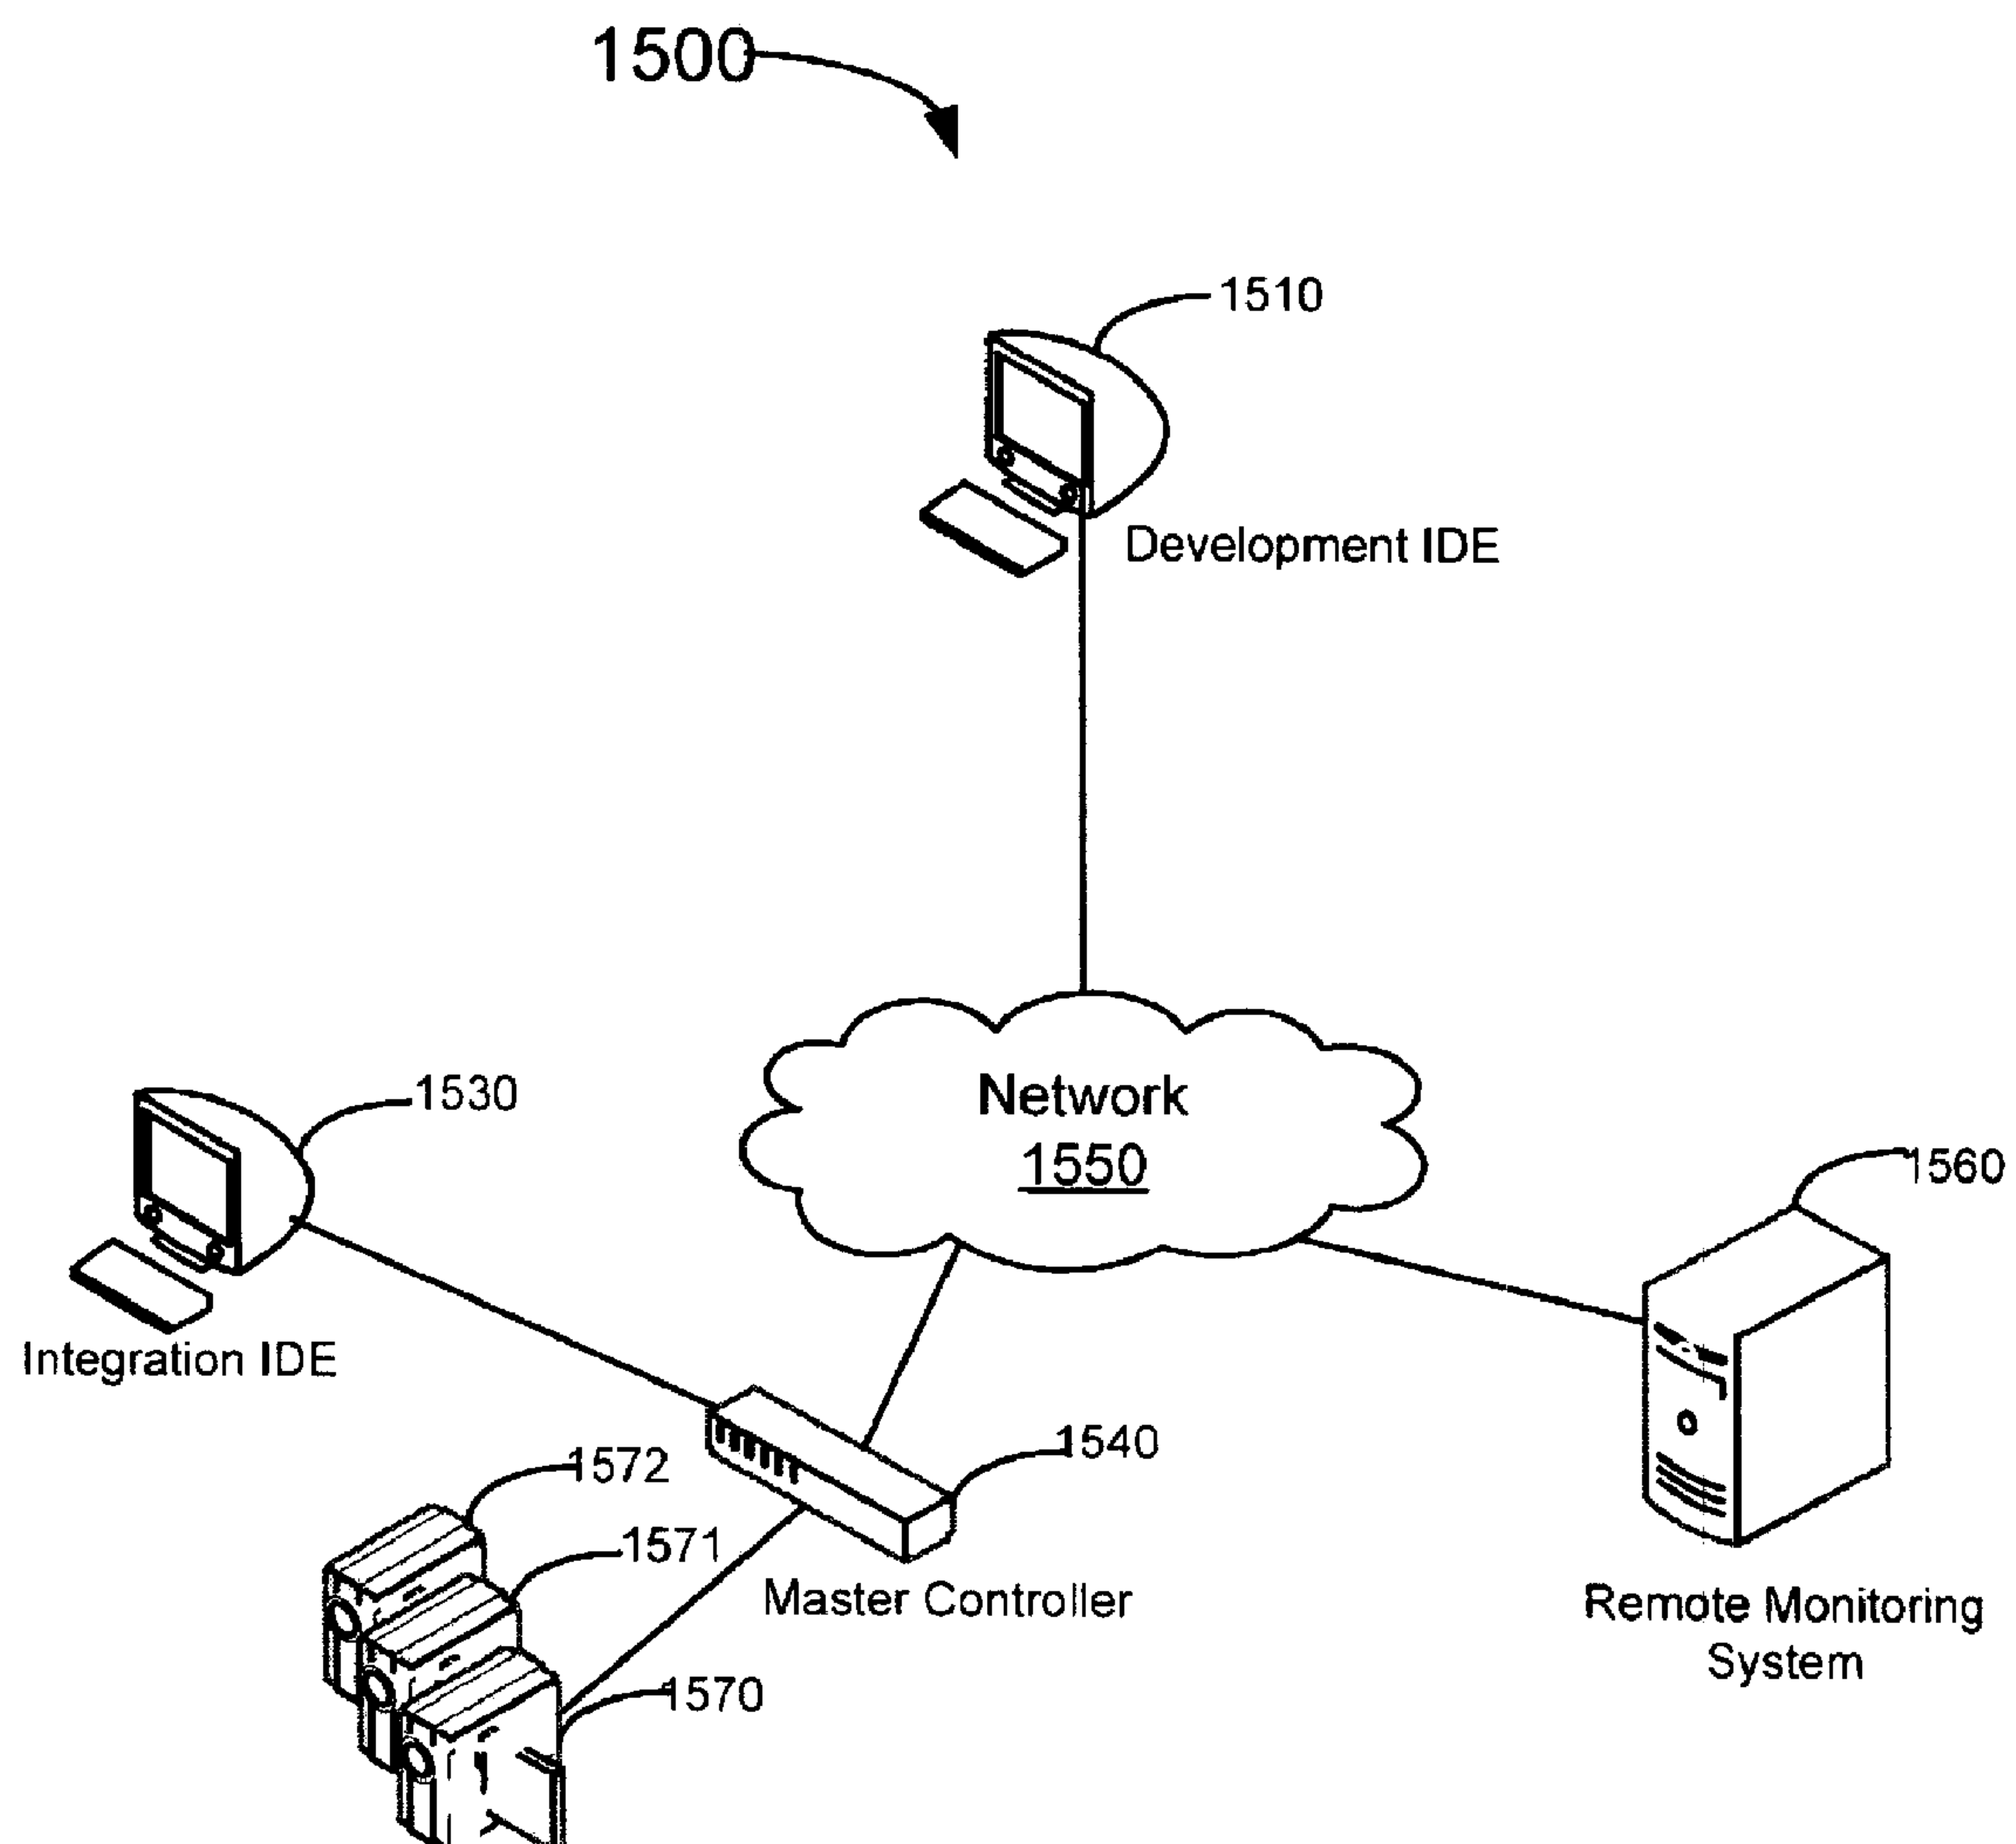 1500
1510
Development IDE
Network
1550
1530
1560
Integration IDE
1540
1572
1571
Master Controller
Remote Monitoring
System
1570